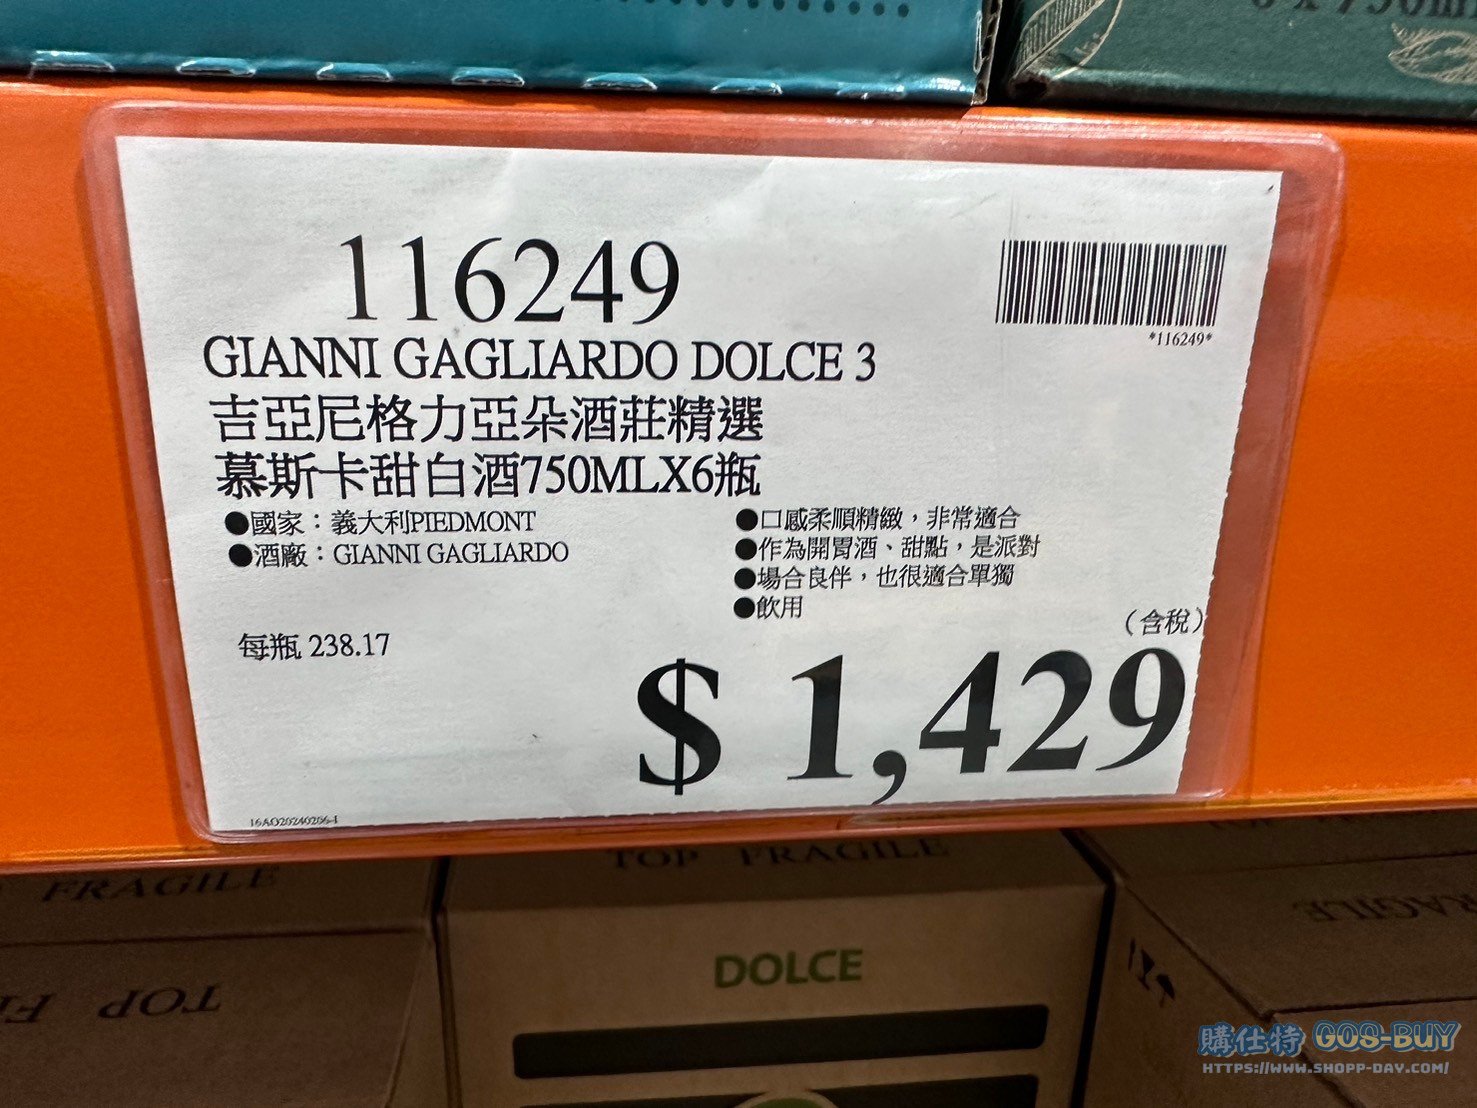 116249
*116249*
GIANNI GAGLIARDO DOLCE 3
吉亞尼格力亞朵酒莊精選
慕斯卡甜白酒750MLX6瓶
●國家：義大利PIEDMONT
●酒廠：GIANNI GAGLIARDO
●口感柔順精緻，非常適合
●作為開胃酒、甜點，是派對
●場合良伴，也很適合單獨
●飲用
每瓶 238.17
（含稅）
$ 1,429
16AO20240206-1
FRAGILE
TOP FRAGILE
TOP
DOLCE
購仕特 GOS-BUY
HTTPS://WWW.SHOPP-DAY.COM/